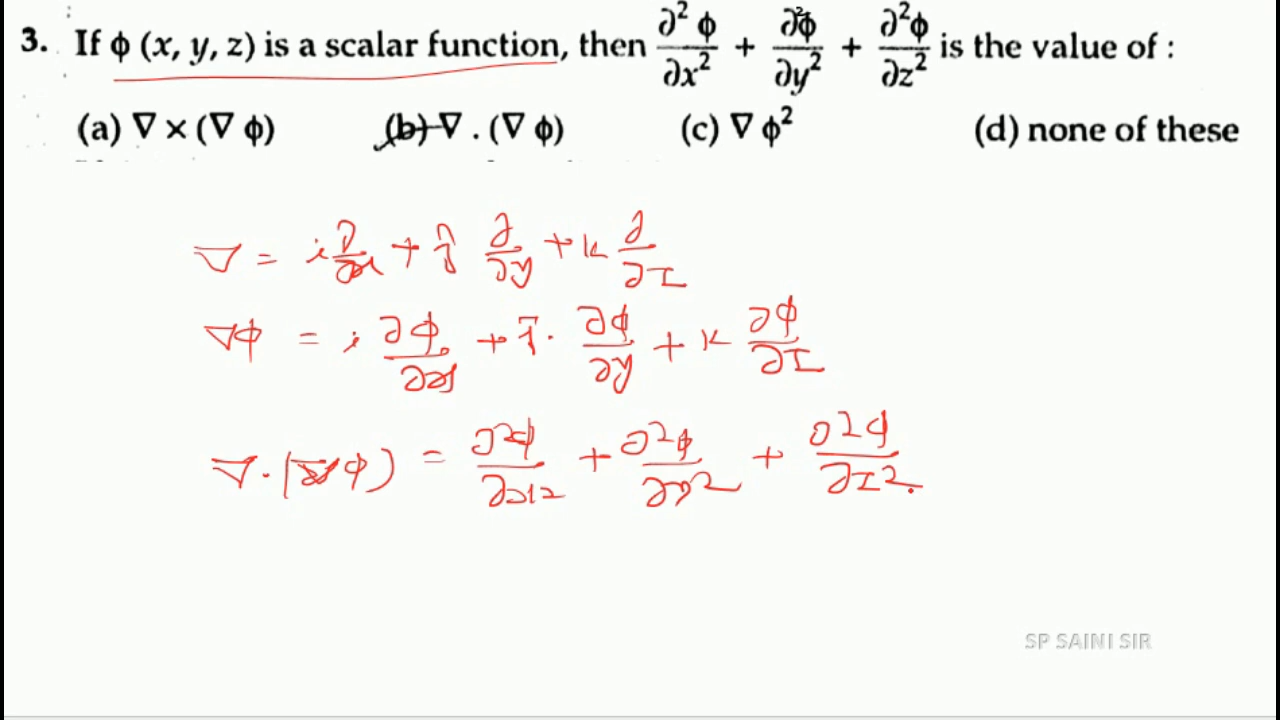 3. If ϕ (x, y, z) is a scalar function, then ∂²ϕ/∂x² + ∂²ϕ/∂y² + ∂²ϕ/∂z² is the value of :
(a) ∇ × (∇ ϕ) (b) ∇ . (∇ ϕ) (c) ∇ ϕ² (d) none of these
∇ = i ∂/∂x + j ∂/∂y + k ∂/∂z
∇ϕ = i ∂ϕ/∂x + j . ∂ϕ/∂y + k ∂ϕ/∂z
∇ . (∇ϕ) = ∂²ϕ/∂x² + ∂²ϕ/∂y² + ∂²ϕ/∂z² .
SP SAINI SIR